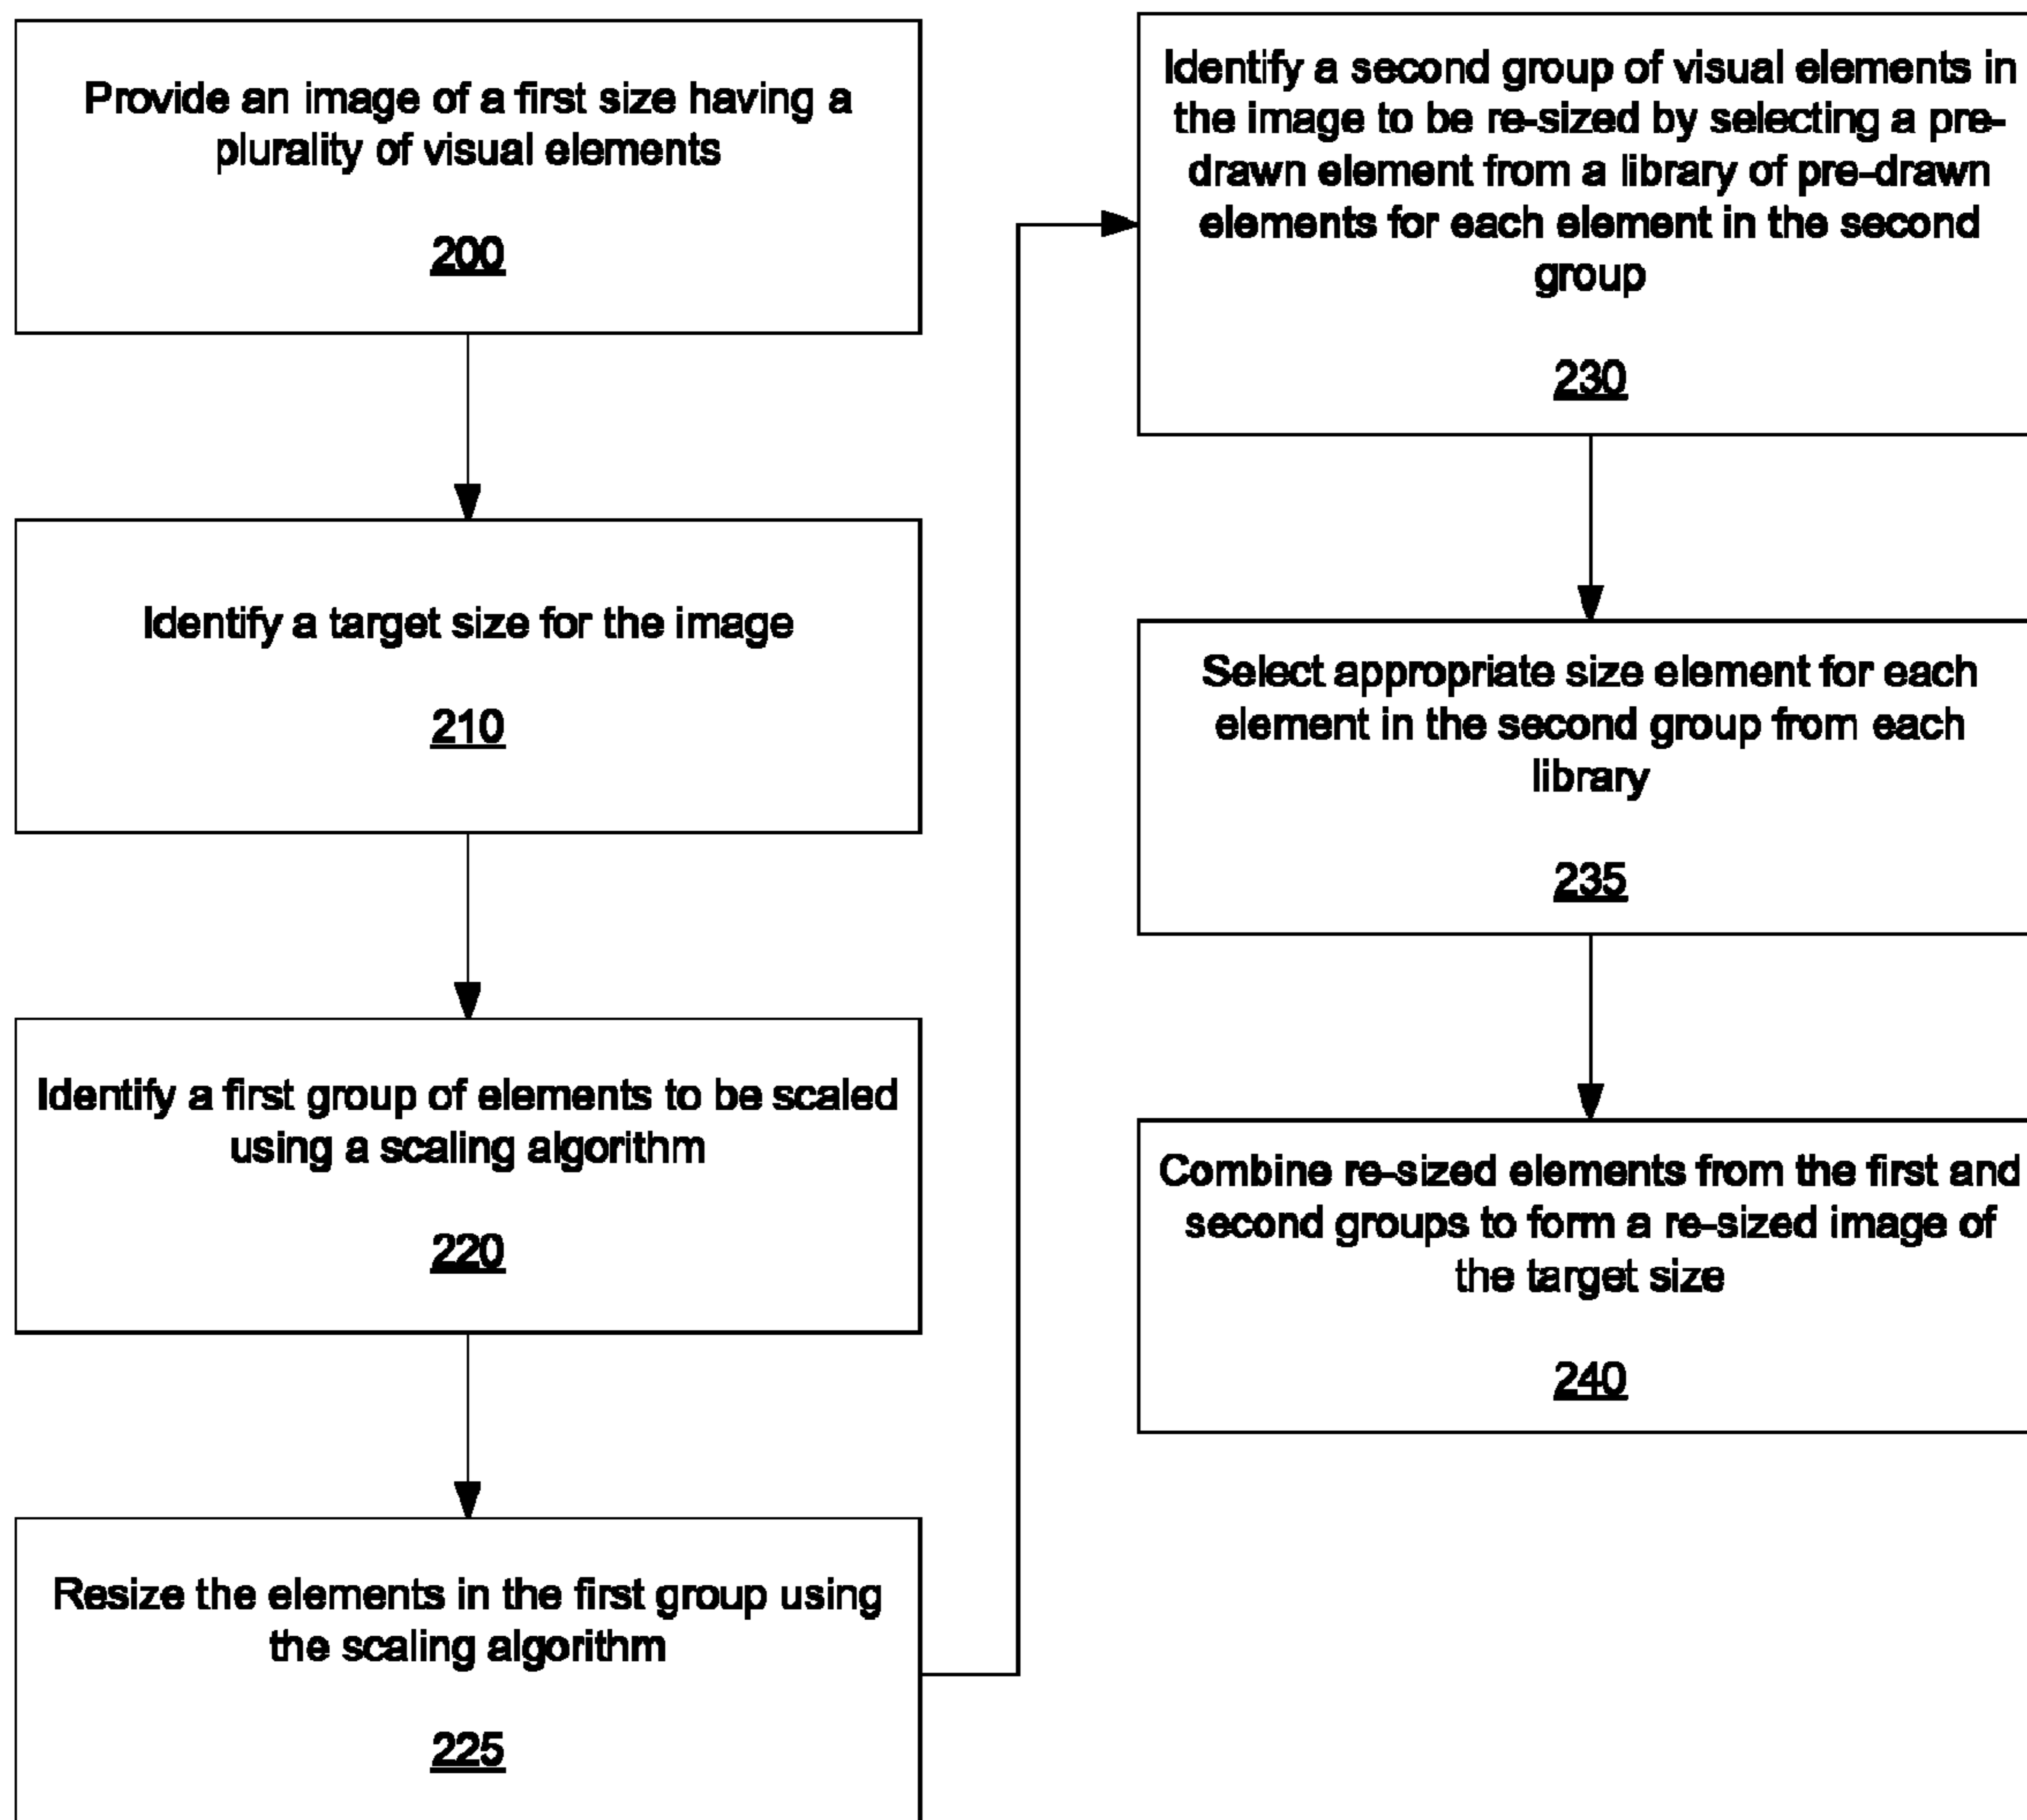 Provide an image of a first size having a
plurality of visual elements
200
Identify a target size for the image
210
Identify a first group of elements to be scaled
using a scaling algorithm
220
Resize the elements in the first group using
the scaling algorithm
225
Identify a second group of visual elements in
the image to be re-sized by selecting a pre-
drawn element from a library of pre-drawn
elements for each element in the second
group
230
Select appropriate size element for each
element in the second group from each
library
235
Combine re-sized elements from the first and
second groups to form a re-sized image of
the target size
240